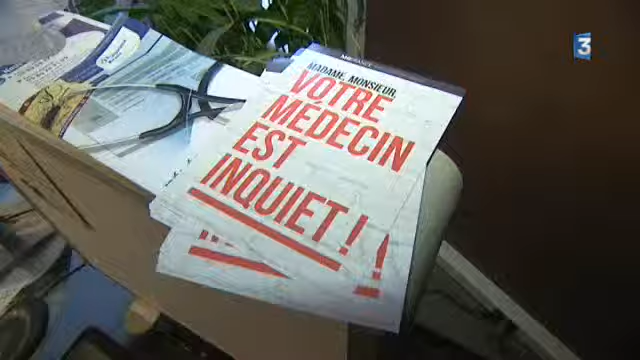 3
MADAME, MONSIEUR,
VOTRE
MÉDECIN
EST
INQUIET !